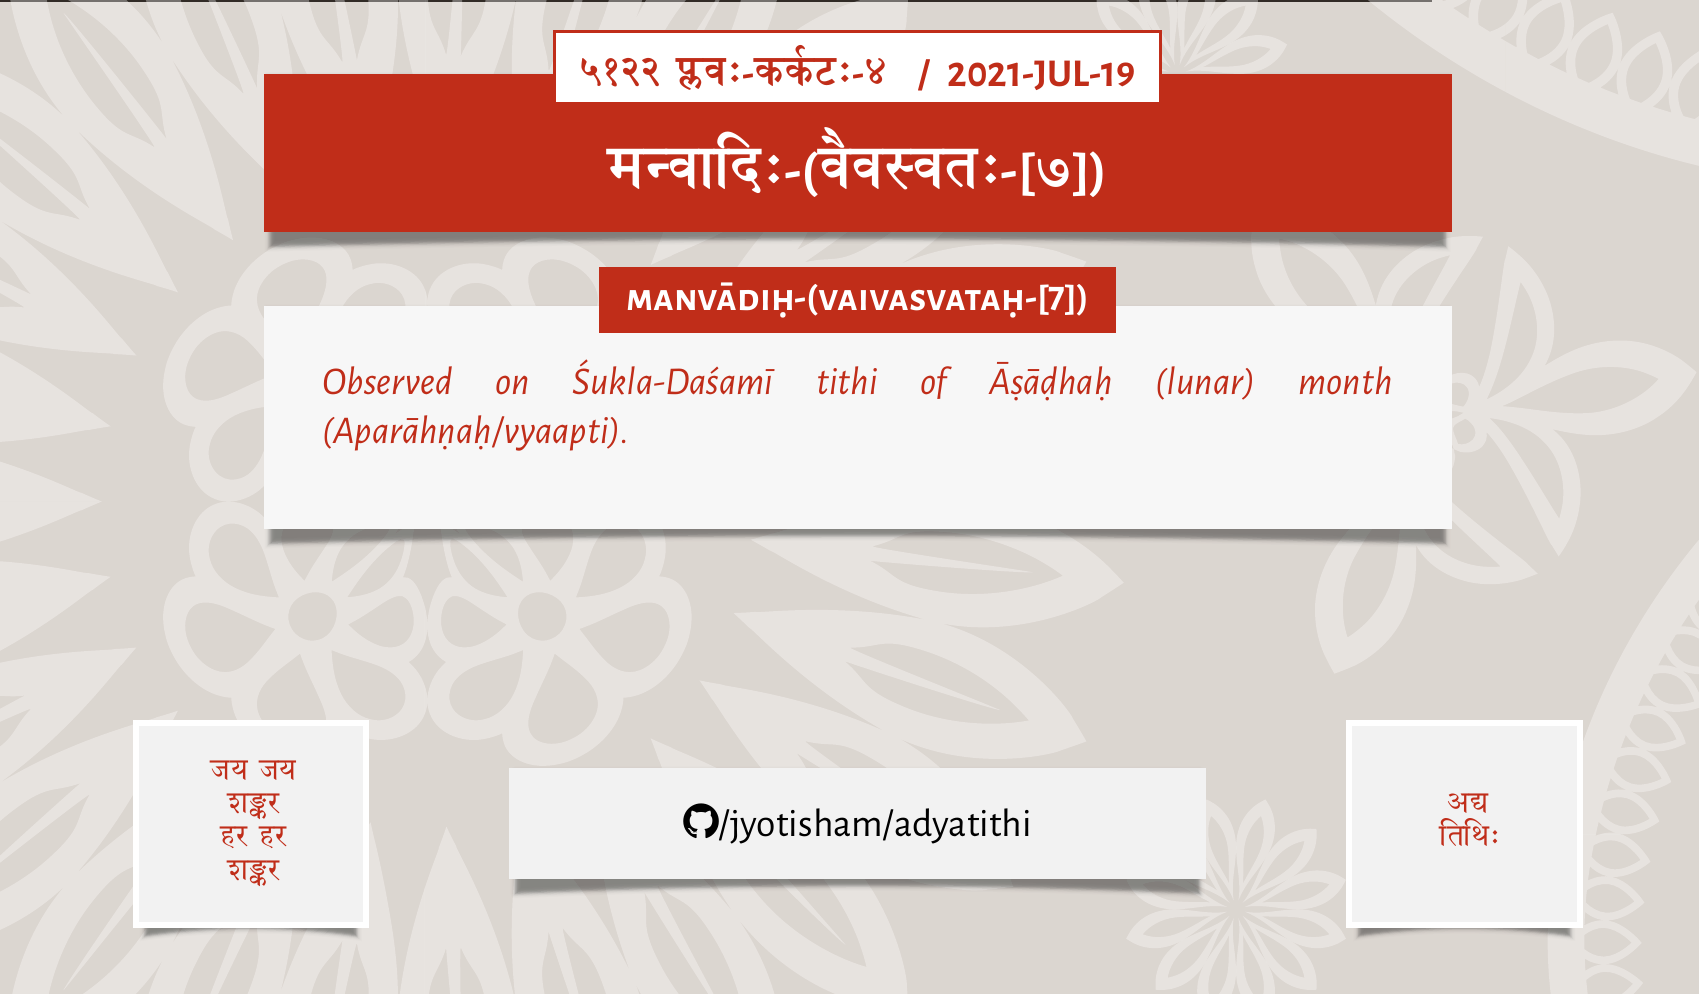 ५१२२ प्लवः-कर्कटः-४ / 2021-JUL-19
मन्वादिः-(वैवस्वतः-[७])
MANVĀDIḤ-(VAIVASVATAḤ-[7])
Observed on Śukla-Daśamī tithi of Āṣāḍhaḥ (lunar) month
(Aparāhṇaḥ/vyaapti).
जय जय
शङ्कर
हर हर
शङ्कर
/jyotisham/adyatithi
अद्य
तिथिः